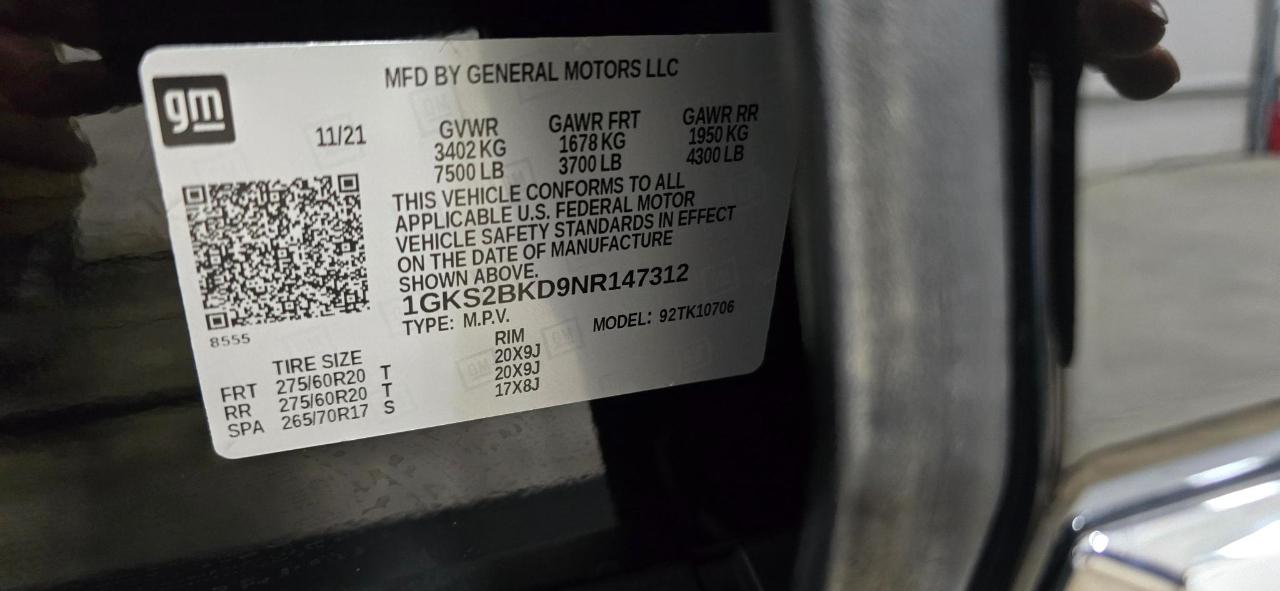 gm
MFD BY GENERAL MOTORS LLC
11/21
GVWR GAWR FRT GAWR RR
3402 KG 1678 KG 1950 KG
7500 LB 3700 LB 4300 LB
THIS VEHICLE CONFORMS TO ALL
APPLICABLE U.S. FEDERAL MOTOR
VEHICLE SAFETY STANDARDS IN EFFECT
ON THE DATE OF MANUFACTURE
SHOWN ABOVE.
1GKS2BKD9NR147312
TYPE: M.P.V. MODEL: 92TK10706
8555
TIRE SIZE RIM
FRT 275/60R20 T 20X9J
RR 275/60R20 T 20X9J
SPA 265/70R17 S 17X8J